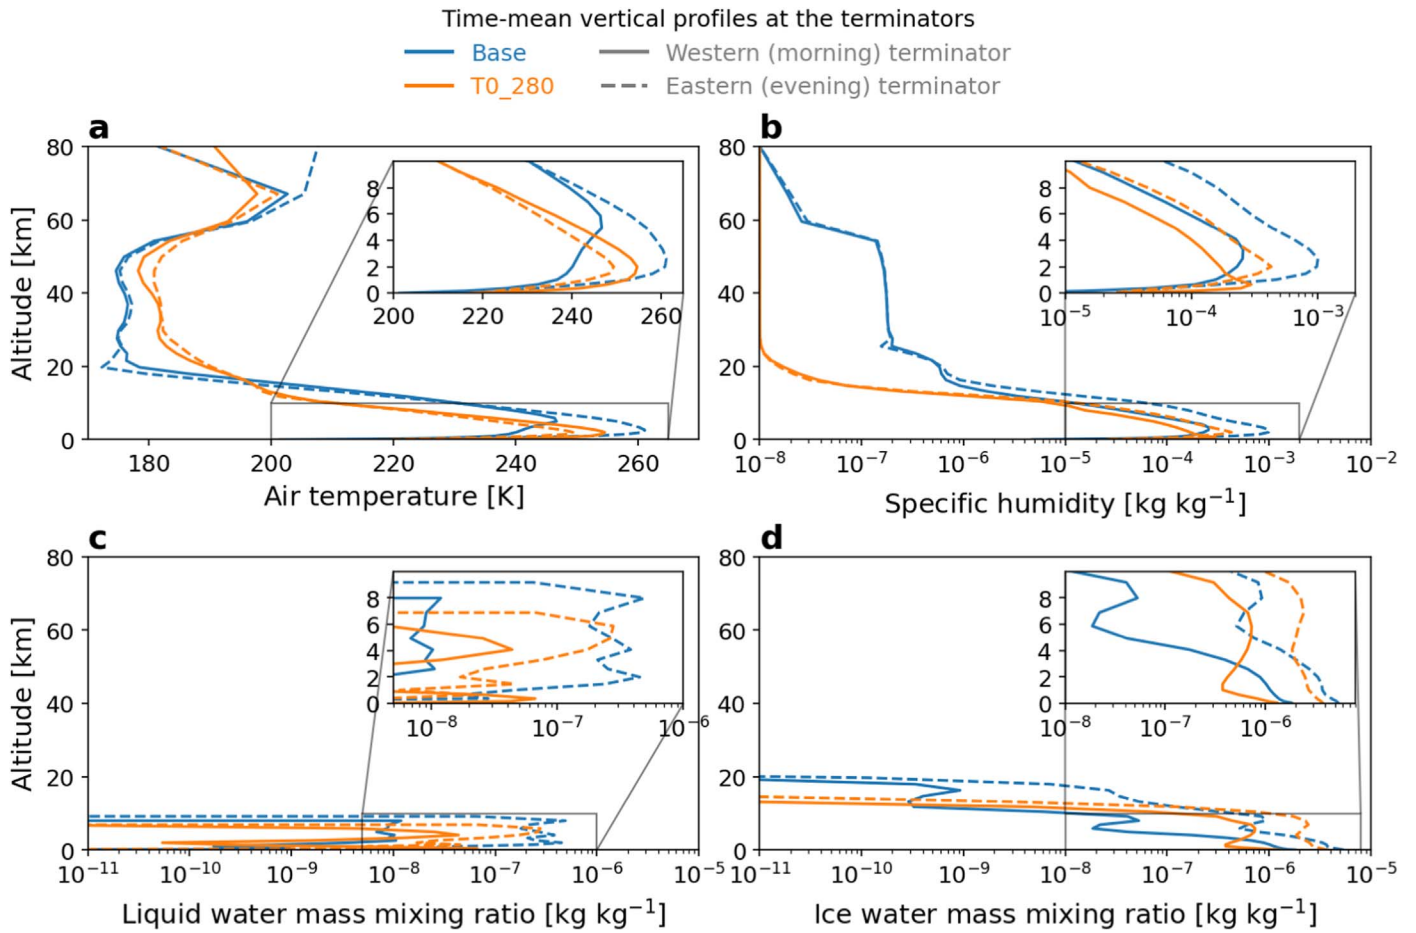 Time-mean vertical profiles at the terminators
Base
Western (morning) terminator
T0_280
Eastern (evening) terminator
a
80
60
40
20
0
Altitude [km]
180 200 220 240 260
Air temperature [K]
8
6
4
2
0
200 220 240 260
b
80
60
40
20
0
10⁻⁸ 10⁻⁷ 10⁻⁶ 10⁻⁵ 10⁻⁴ 10⁻³ 10⁻²
Specific humidity [kg kg⁻¹]
8
6
4
2
0
10⁻⁵ 10⁻⁴ 10⁻³
c
80
60
40
20
0
Altitude [km]
10⁻¹¹ 10⁻¹⁰ 10⁻⁹ 10⁻⁸ 10⁻⁷ 10⁻⁶ 10⁻⁵
Liquid water mass mixing ratio [kg kg⁻¹]
8
6
4
2
0
10⁻⁸ 10⁻⁷ 10⁻⁶
d
80
60
40
20
0
10⁻¹¹ 10⁻¹⁰ 10⁻⁹ 10⁻⁸ 10⁻⁷ 10⁻⁶ 10⁻⁵
Ice water mass mixing ratio [kg kg⁻¹]
8
6
4
2
0
10⁻⁸ 10⁻⁷ 10⁻⁶